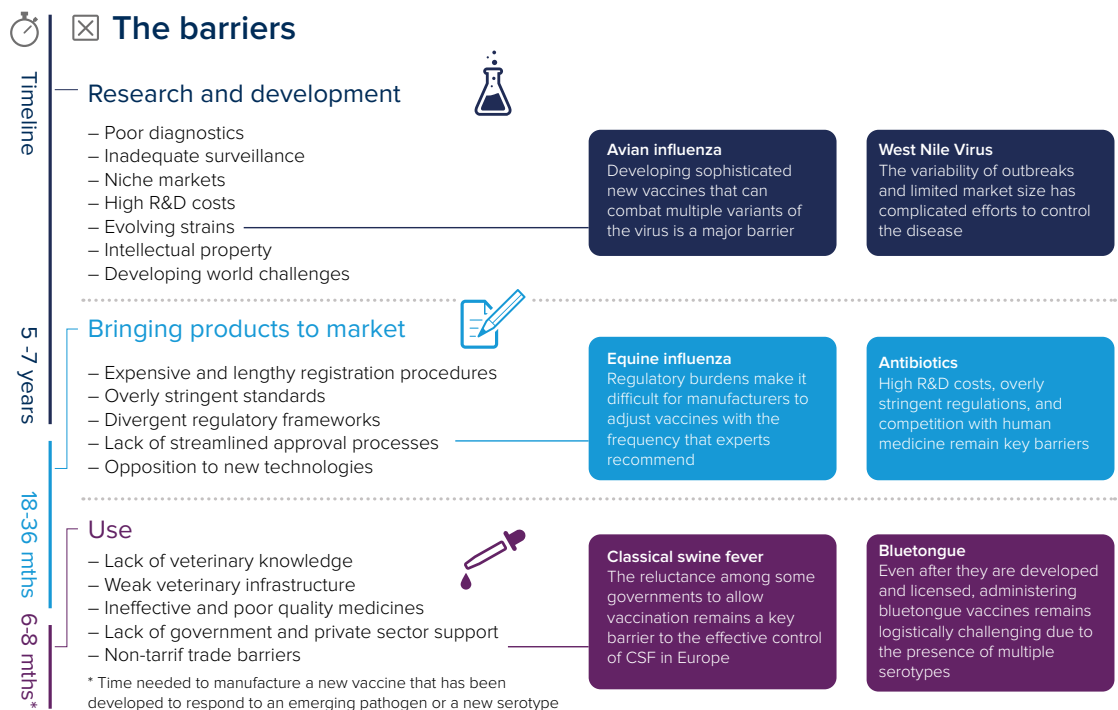 The barriers
Timeline
Research and development
– Poor diagnostics
– Inadequate surveillance
– Niche markets
– High R&D costs
– Evolving strains
– Intellectual property
– Developing world challenges
Avian influenza
Developing sophisticated
new vaccines that can
combat multiple variants of
the virus is a major barrier
West Nile Virus
The variability of outbreaks
and limited market size has
complicated efforts to control
the disease
5 -7 years
Bringing products to market
– Expensive and lengthy registration procedures
– Overly stringent standards
– Divergent regulatory frameworks
– Lack of streamlined approval processes
– Opposition to new technologies
Equine influenza
Regulatory burdens make it
difficult for manufacturers to
adjust vaccines with the
frequency that experts
recommend
Antibiotics
High R&D costs, overly
stringent regulations, and
competition with human
medicine remain key barriers
18-36 mths
Use
– Lack of veterinary knowledge
– Weak veterinary infrastructure
– Ineffective and poor quality medicines
– Lack of government and private sector support
– Non-tarrif trade barriers
Classical swine fever
The reluctance among some
governments to allow
vaccination remains a key
barrier to the effective control
of CSF in Europe
Bluetongue
Even after they are developed
and licensed, administering
bluetongue vaccines remains
logistically challenging due to
the presence of multiple
serotypes
6-8 mths*
* Time needed to manufacture a new vaccine that has been
developed to respond to an emerging pathogen or a new serotype